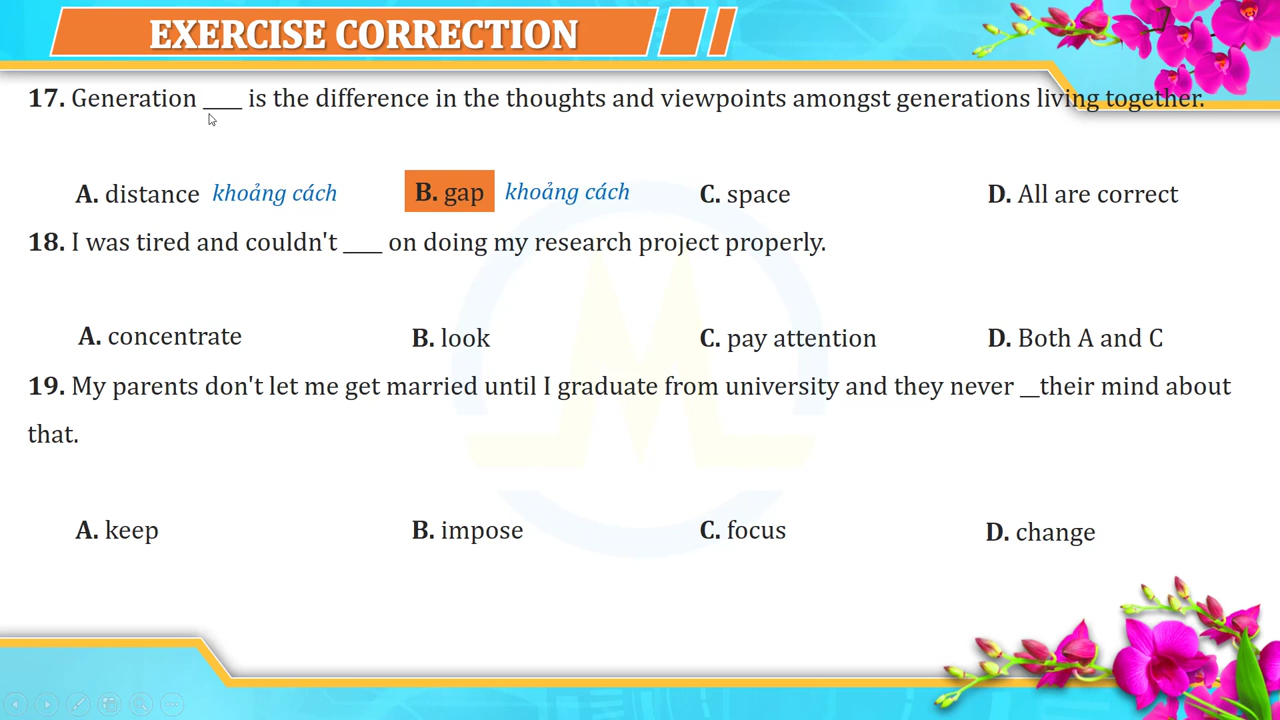 EXERCISE CORRECTION
17. Generation ____ is the difference in the thoughts and viewpoints amongst generations living together.
A. distance khoảng cách B. gap khoảng cách C. space D. All are correct
18. I was tired and couldn't ____ on doing my research project properly.
A. concentrate B. look C. pay attention D. Both A and C
19. My parents don't let me get married until I graduate from university and they never __their mind about
that.
A. keep B. impose C. focus D. change